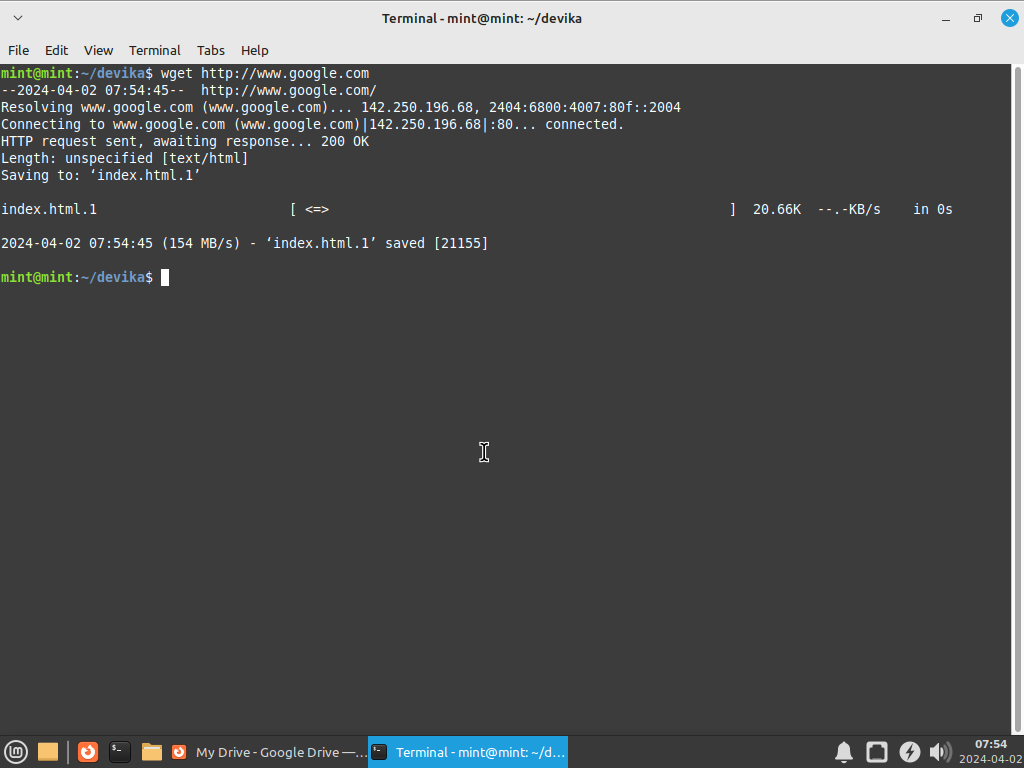 Terminal - mint@mint: ~/devika
File Edit View Terminal Tabs Help
mint@mint:~/devika$ wget http://www.google.com
--2024-04-02 07:54:45--  http://www.google.com/
Resolving www.google.com (www.google.com)... 142.250.196.68, 2404:6800:4007:80f::2004
Connecting to www.google.com (www.google.com)|142.250.196.68|:80... connected.
HTTP request sent, awaiting response... 200 OK
Length: unspecified [text/html]
Saving to: ‘index.html.1’
index.html.1                        [ <=>                                                  ]  20.66K  --.-KB/s    in 0s
2024-04-02 07:54:45 (154 MB/s) - ‘index.html.1’ saved [21155]
mint@mint:~/devika$
My Drive - Google Drive —... Terminal - mint@mint: ~/d... 07:54
2024-04-02